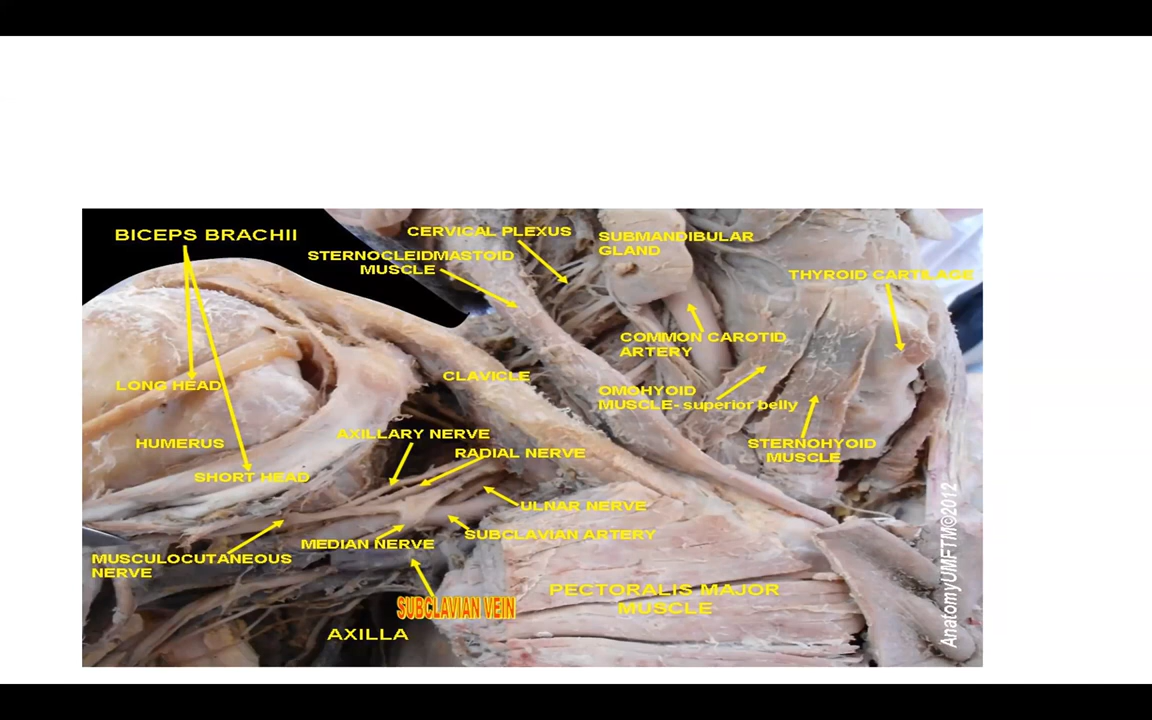 BICEPS BRACHII
CERVICAL PLEXUS
SUBMANDIBULAR
GLAND
STERNOCLEIDMASTOID
MUSCLE
THYROID CARTILAGE
COMMON CAROTID
ARTERY
LONG HEAD
CLAVICLE
OMOHYOID
MUSCLE- superior belly
HUMERUS
AXILLARY NERVE
RADIAL NERVE
STERNOHYOID
MUSCLE
SHORT HEAD
ULNAR NERVE
SUBCLAVIAN ARTERY
MEDIAN NERVE
MUSCULOCUTANEOUS
NERVE
SUBCLAVIAN VEIN
PECTORALIS MAJOR
MUSCLE
AXILLA
AnatomyUMFTM©2012